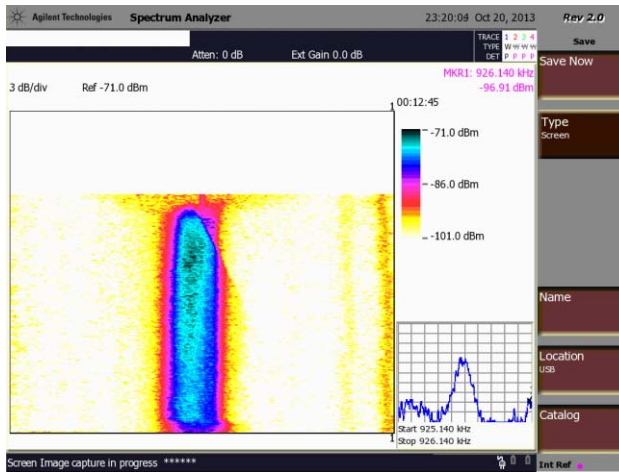 Agilent Technologies Spectrum Analyzer 23:20:04 Oct 20, 2013 Rev 2.0
Atten: 0 dB Ext Gain 0.0 dB
TRACE 1 2 3 4
TYPE W W W W
DET P P P P
Save
MKR1: 926.140 kHz
-96.91 dBm
3 dB/div Ref -71.0 dBm
1 00:12:45
-71.0 dBm
-86.0 dBm
-101.0 dBm
1
Start 925.140 kHz
Stop 926.140 kHz
Save Now
Type
Screen
Name
Location
USB
Catalog
Screen Image capture in progress ******
Int Ref